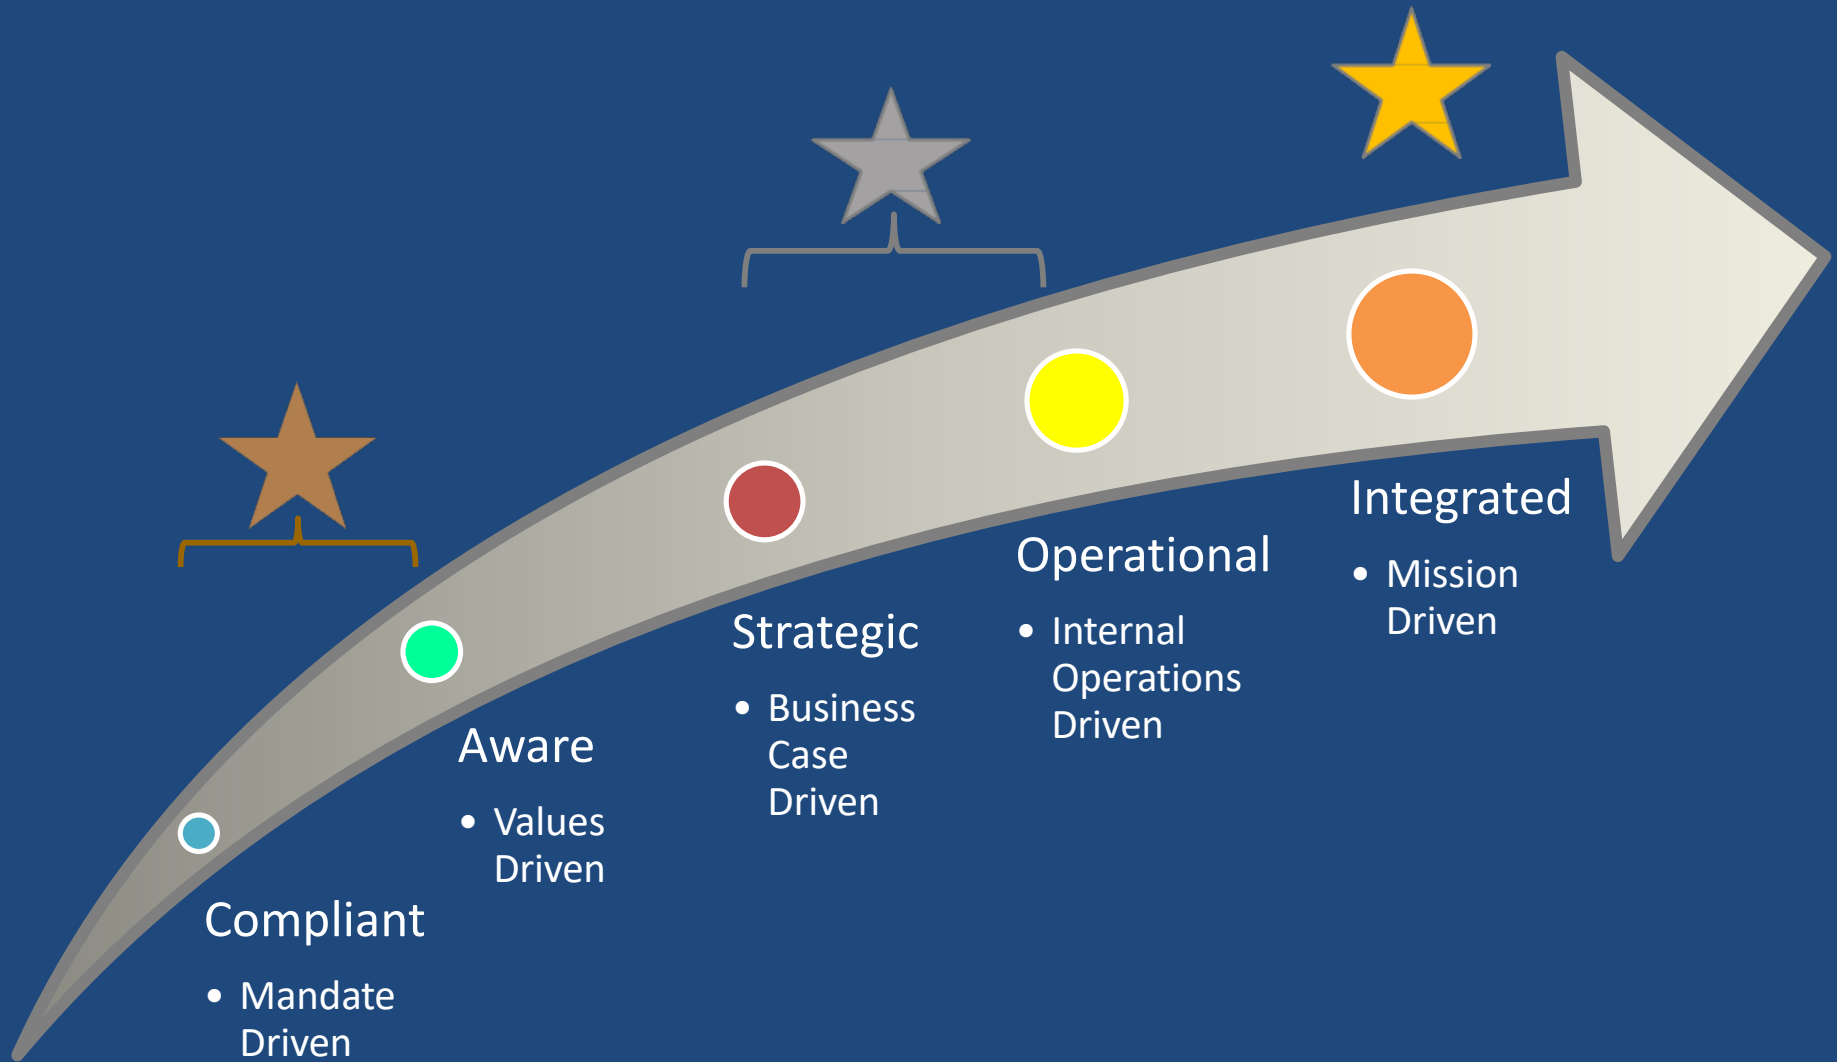 Compliant
• Mandate
Driven
Aware
• Values
Driven
Strategic
• Business
Case
Driven
Operational
• Internal
Operations
Driven
Integrated
• Mission
Driven